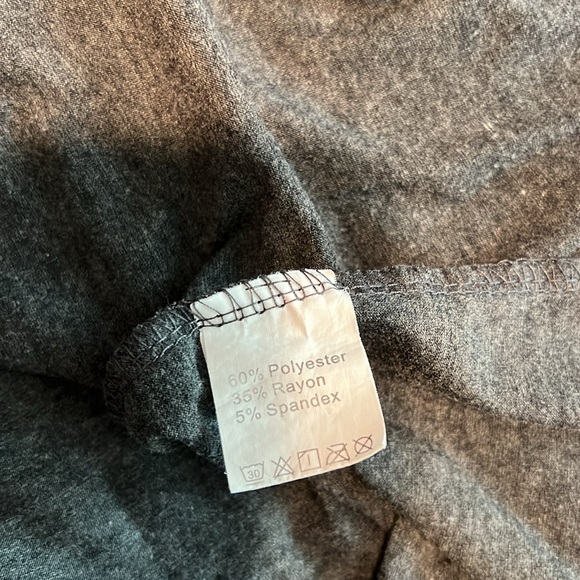 60% Polyester
35% Rayon
5% Spandex
30